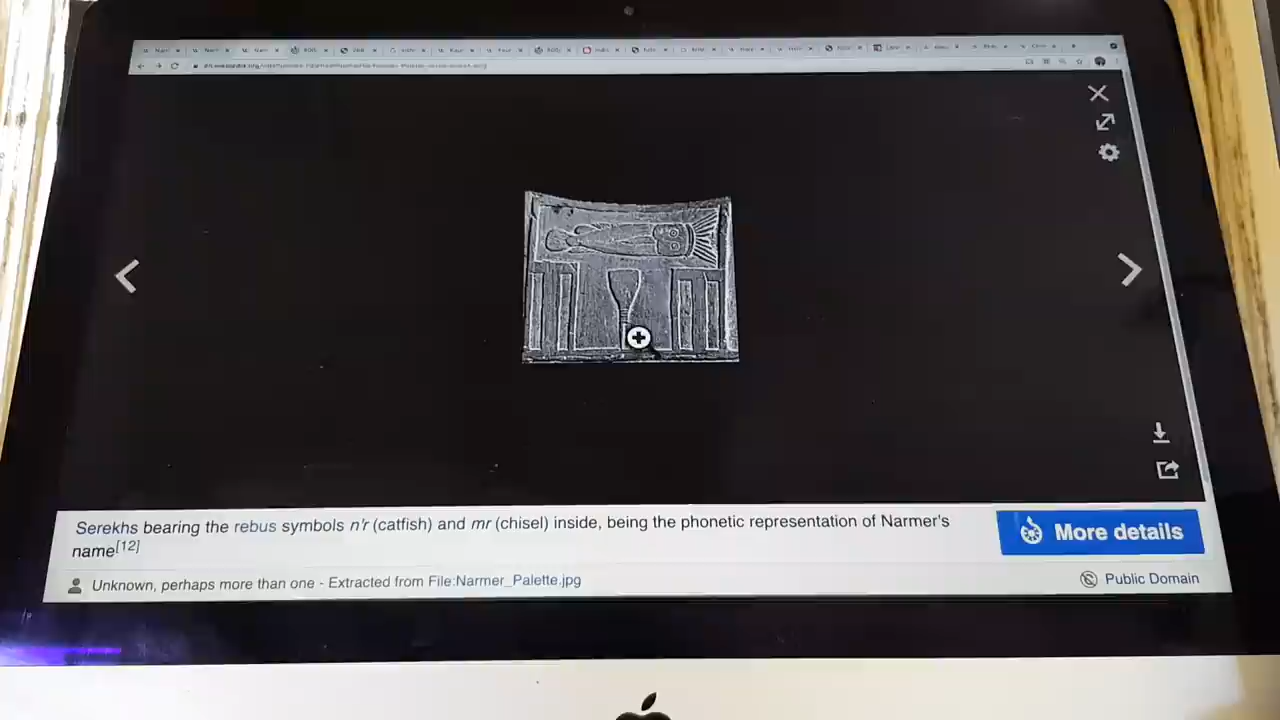 Serekhs bearing the rebus symbols n'r (catfish) and mr (chisel) inside, being the phonetic representation of Narmer's
name[12]
More details
Unknown, perhaps more than one - Extracted from File:Narmer_Palette.jpg
Public Domain